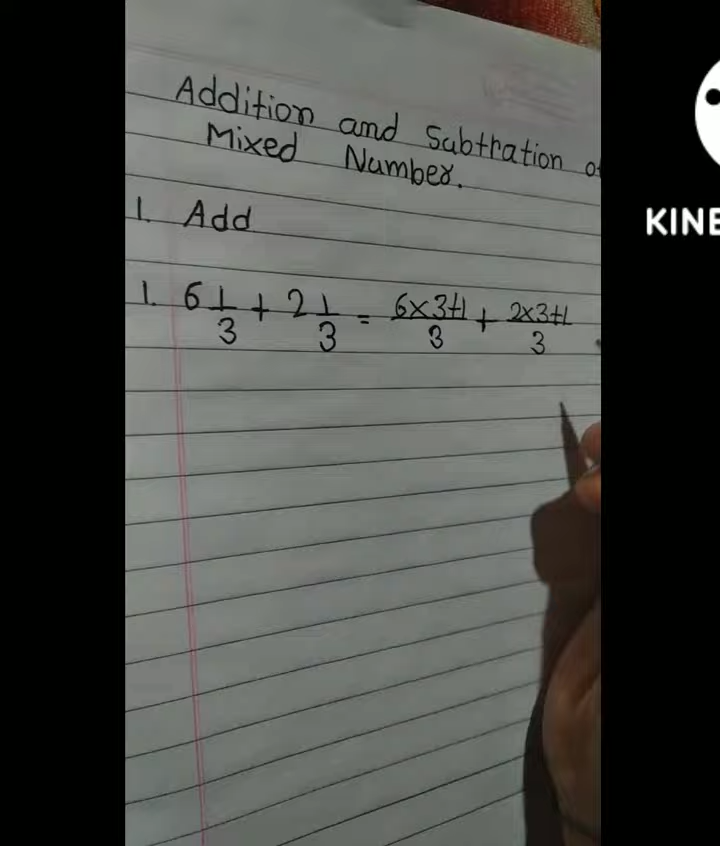 Addition and Subtration of
Mixed Number.
1. Add
1. 6 1/3 + 2 1/3 = 6×3+1/3 + 2×3+1/3
KINE